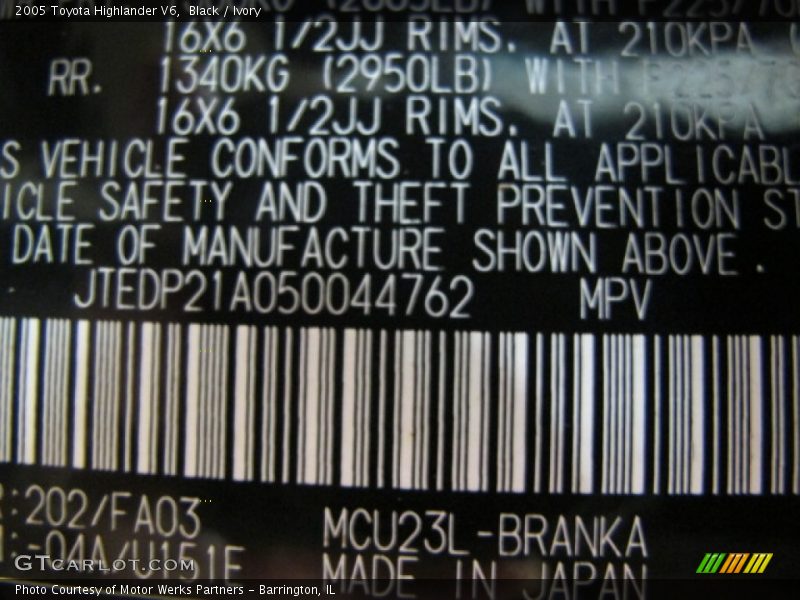 2005 Toyota Highlander V6, Black / Ivory
16X6 1/2JJ RIMS. AT 210KPA
RR. 1340KG (2950LB) WITH
16X6 1/2JJ RIMS. AT 210KPA
S VEHICLE CONFORMS TO ALL APPLICABL
ICLE SAFETY AND THEFT PREVENTION ST
DATE OF MANUFACTURE SHOWN ABOVE.
JTEDP21A050044762 MPV
:202/FA03 MCU23L-BRANKA
:-04A/U151F MADE IN JAPAN
GTCARLOT.COM
Photo Courtesy of Motor Werks Partners - Barrington, IL